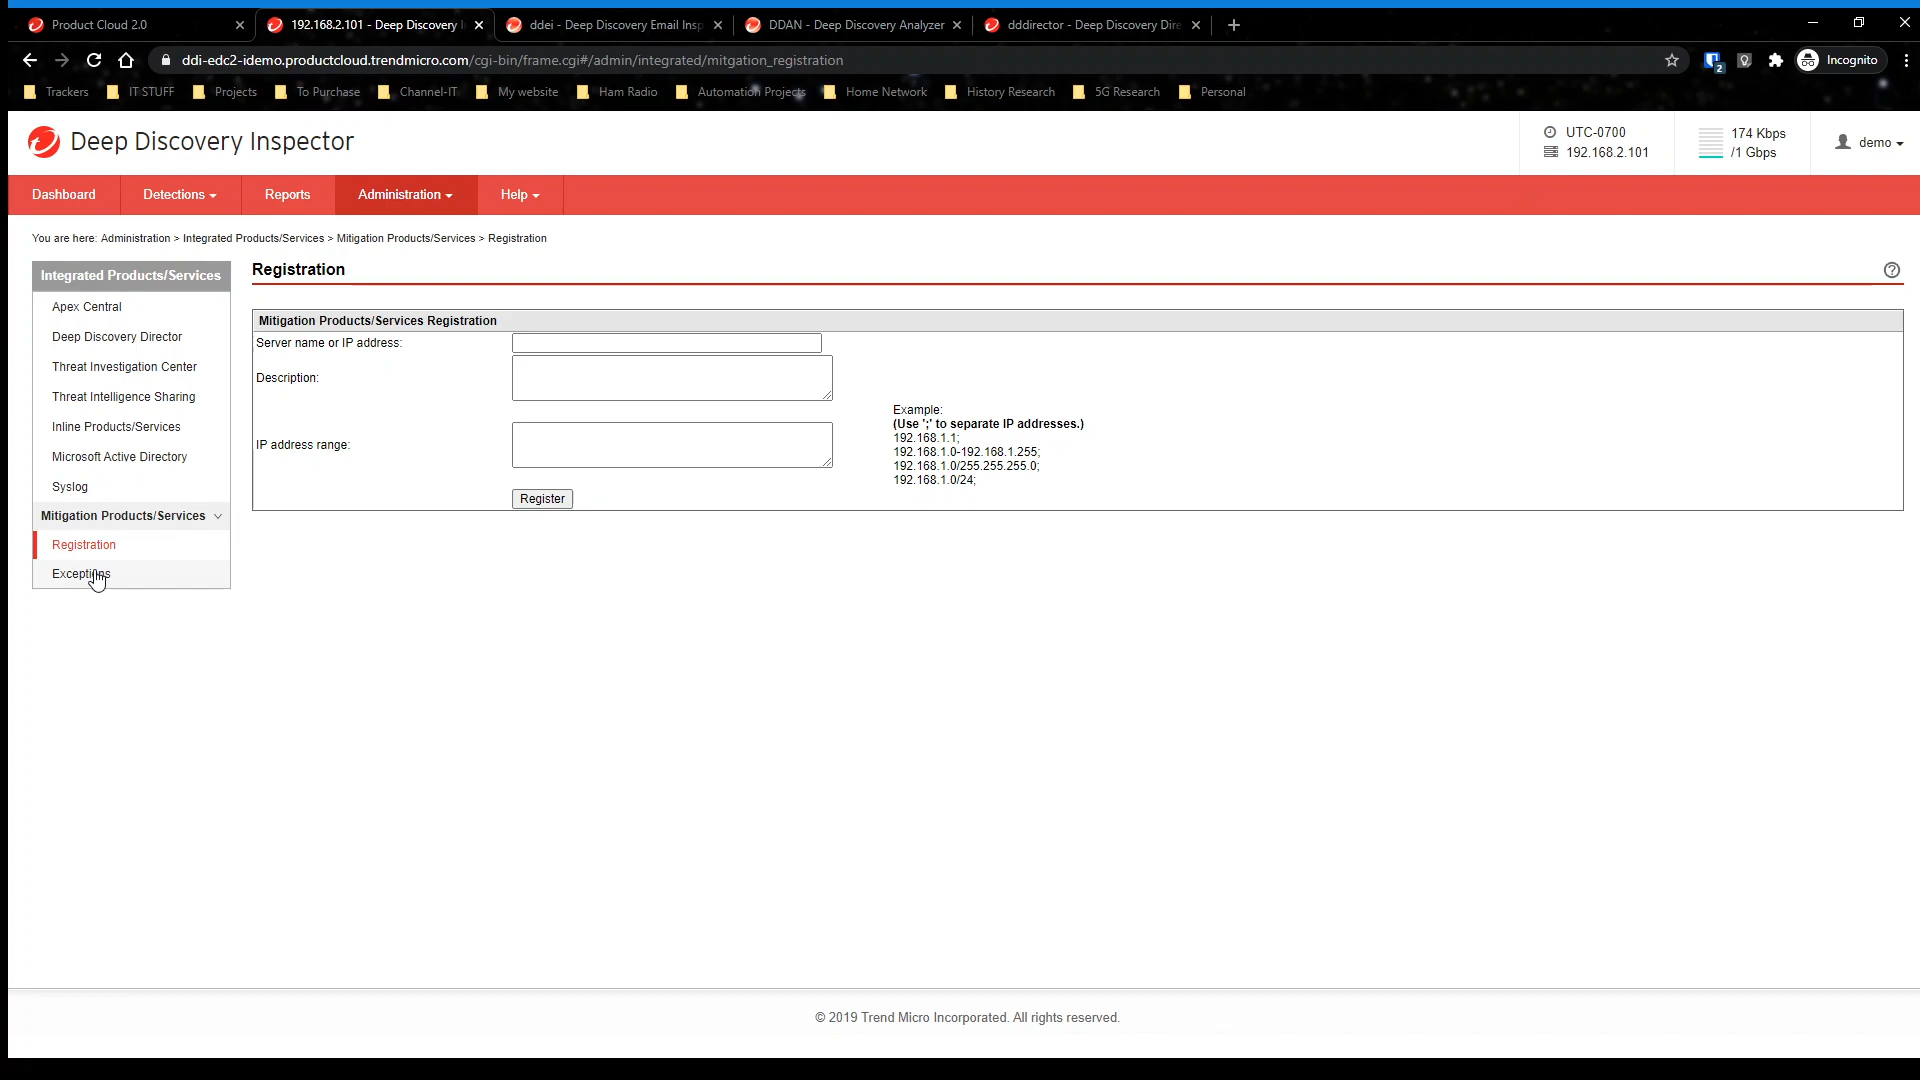 Product Cloud 2.0
192.168.2.101 - Deep Discovery I
ddei - Deep Discovery Email Insp
DDAN - Deep Discovery Analyzer
dddirector - Deep Discovery Dire
ddi-edc2-idemo.productcloud.trendmicro.com/cgi-bin/frame.cgi#/admin/integrated/mitgation_registration
2
Incognito
Trackers
IT STUFF
Projects
To Purchase
Channel-IT
My website
Ham Radio
Automation Projects
Home Network
History Research
5G Research
Personal
Deep Discovery Inspector
UTC-0700
192.168.2.101
174 Kbps
/1 Gbps
demo
Dashboard
Detections
Reports
Administration
Help
You are here: Administration > Integrated Products/Services > Mitigation Products/Services > Registration
Integrated Products/Services
Apex Central
Deep Discovery Director
Threat Investigation Center
Threat Intelligence Sharing
Inline Products/Services
Microsoft Active Directory
Syslog
Mitigation Products/Services
Registration
Exceptions
Registration
?
Mitigation Products/Services Registration
Server name or IP address:
Description:
IP address range:
Example:
(Use ';' to separate IP addresses.)
192.168.1.1;
192.168.1.0-192.168.1.255;
192.168.1.0/255.255.255.0;
192.168.1.0/24;
Register
© 2019 Trend Micro Incorporated. All rights reserved.